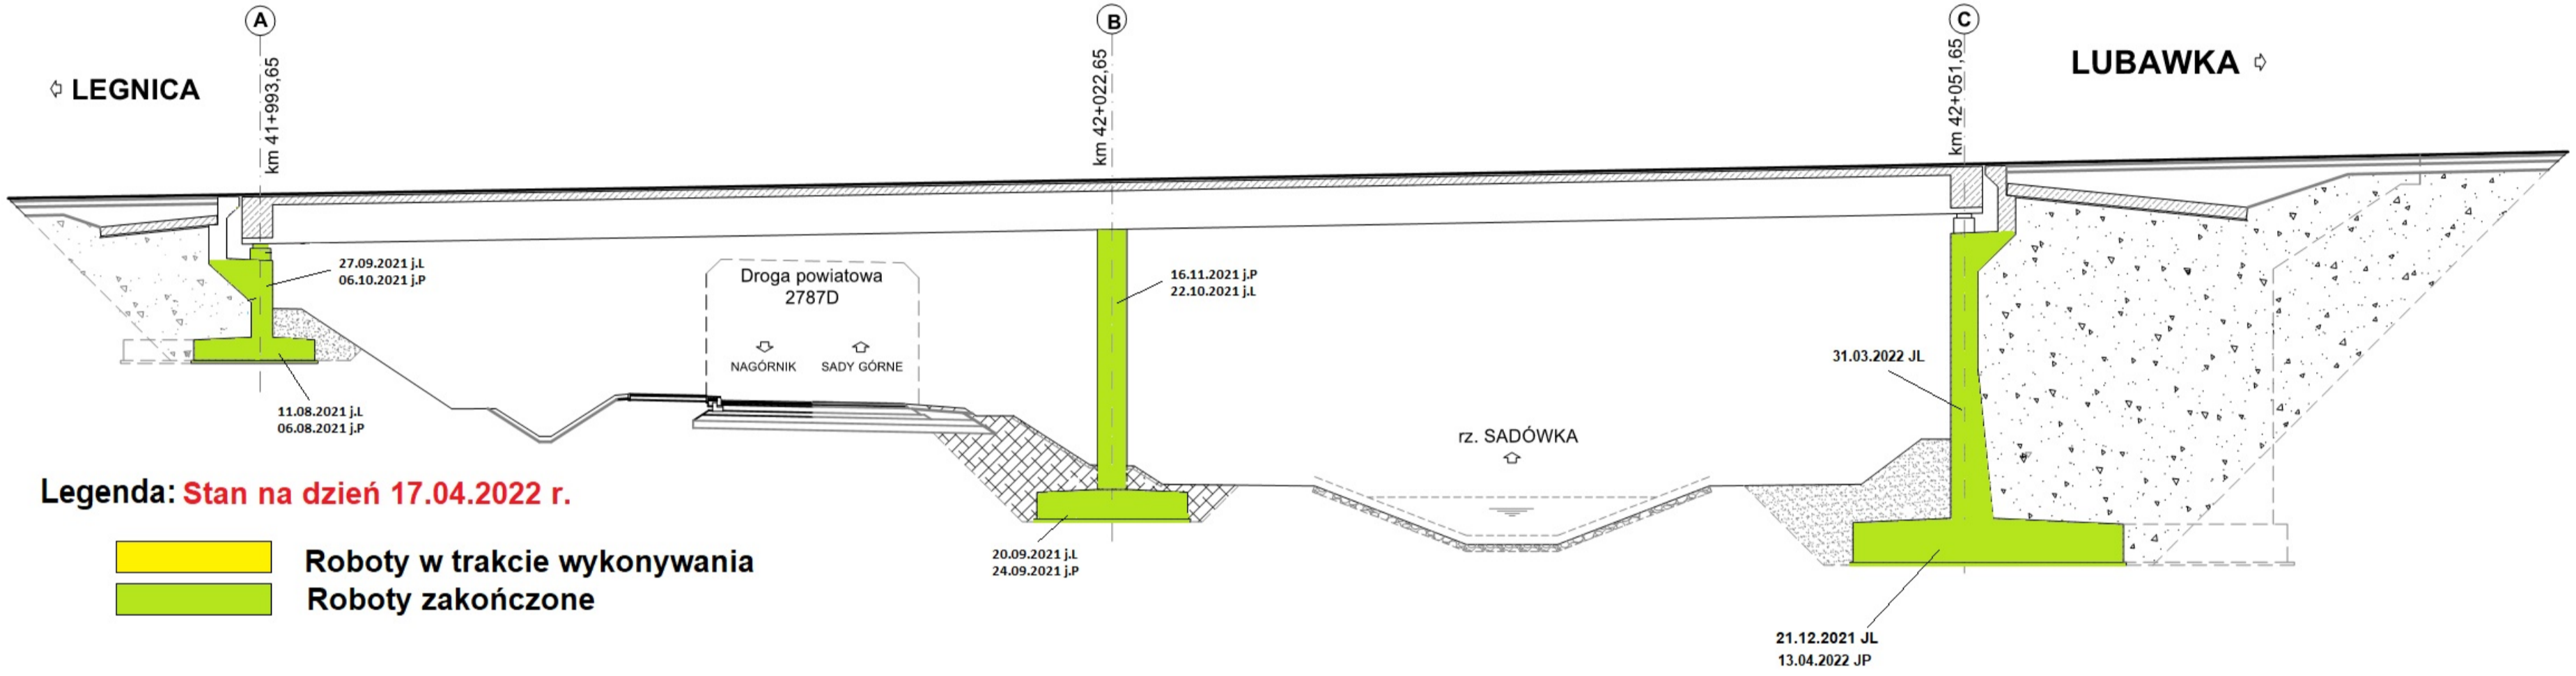 A
B
C
LEGNICA
km 41+993,65
km 42+022,65
km 42+051,65
LUBAWKA
27.09.2021 j.L
06.10.2021 j.P
Droga powiatowa
2787D
NAGÓRNIK
SADY GÓRNE
16.11.2021 j.P
22.10.2021 j.L
31.03.2022 JL
11.08.2021 j.L
06.08.2021 j.P
rz. SADÓWKA
Legenda: Stan na dzień 17.04.2022 r.
Roboty w trakcie wykonywania
Roboty zakończone
20.09.2021 j.L
24.09.2021 j.P
21.12.2021 JL
13.04.2022 JP